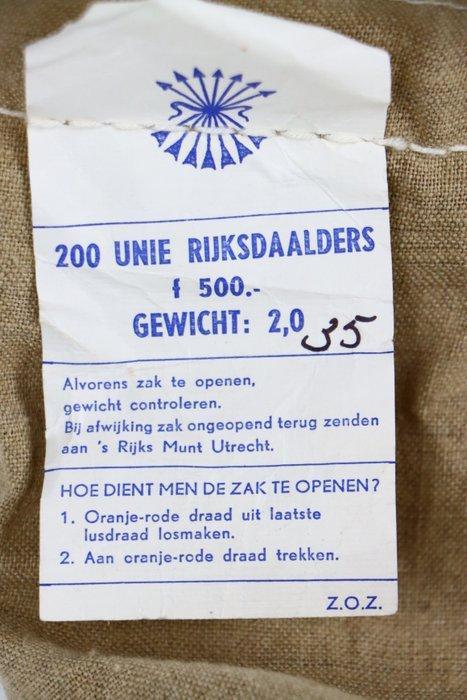 200 UNIE RIJKSDAALDERS
f 500.-
GEWICHT: 2,035
Alvorens zak te openen,
gewicht controleren.
Bij afwijking zak ongeopend terug zenden
aan 's Rijks Munt Utrecht.
HOE DIENT MEN DE ZAK TE OPENEN?
1. Oranje-rode draad uit laatste
lusdraad losmaken.
2. Aan oranje-rode draad trekken.
Z.O.Z.